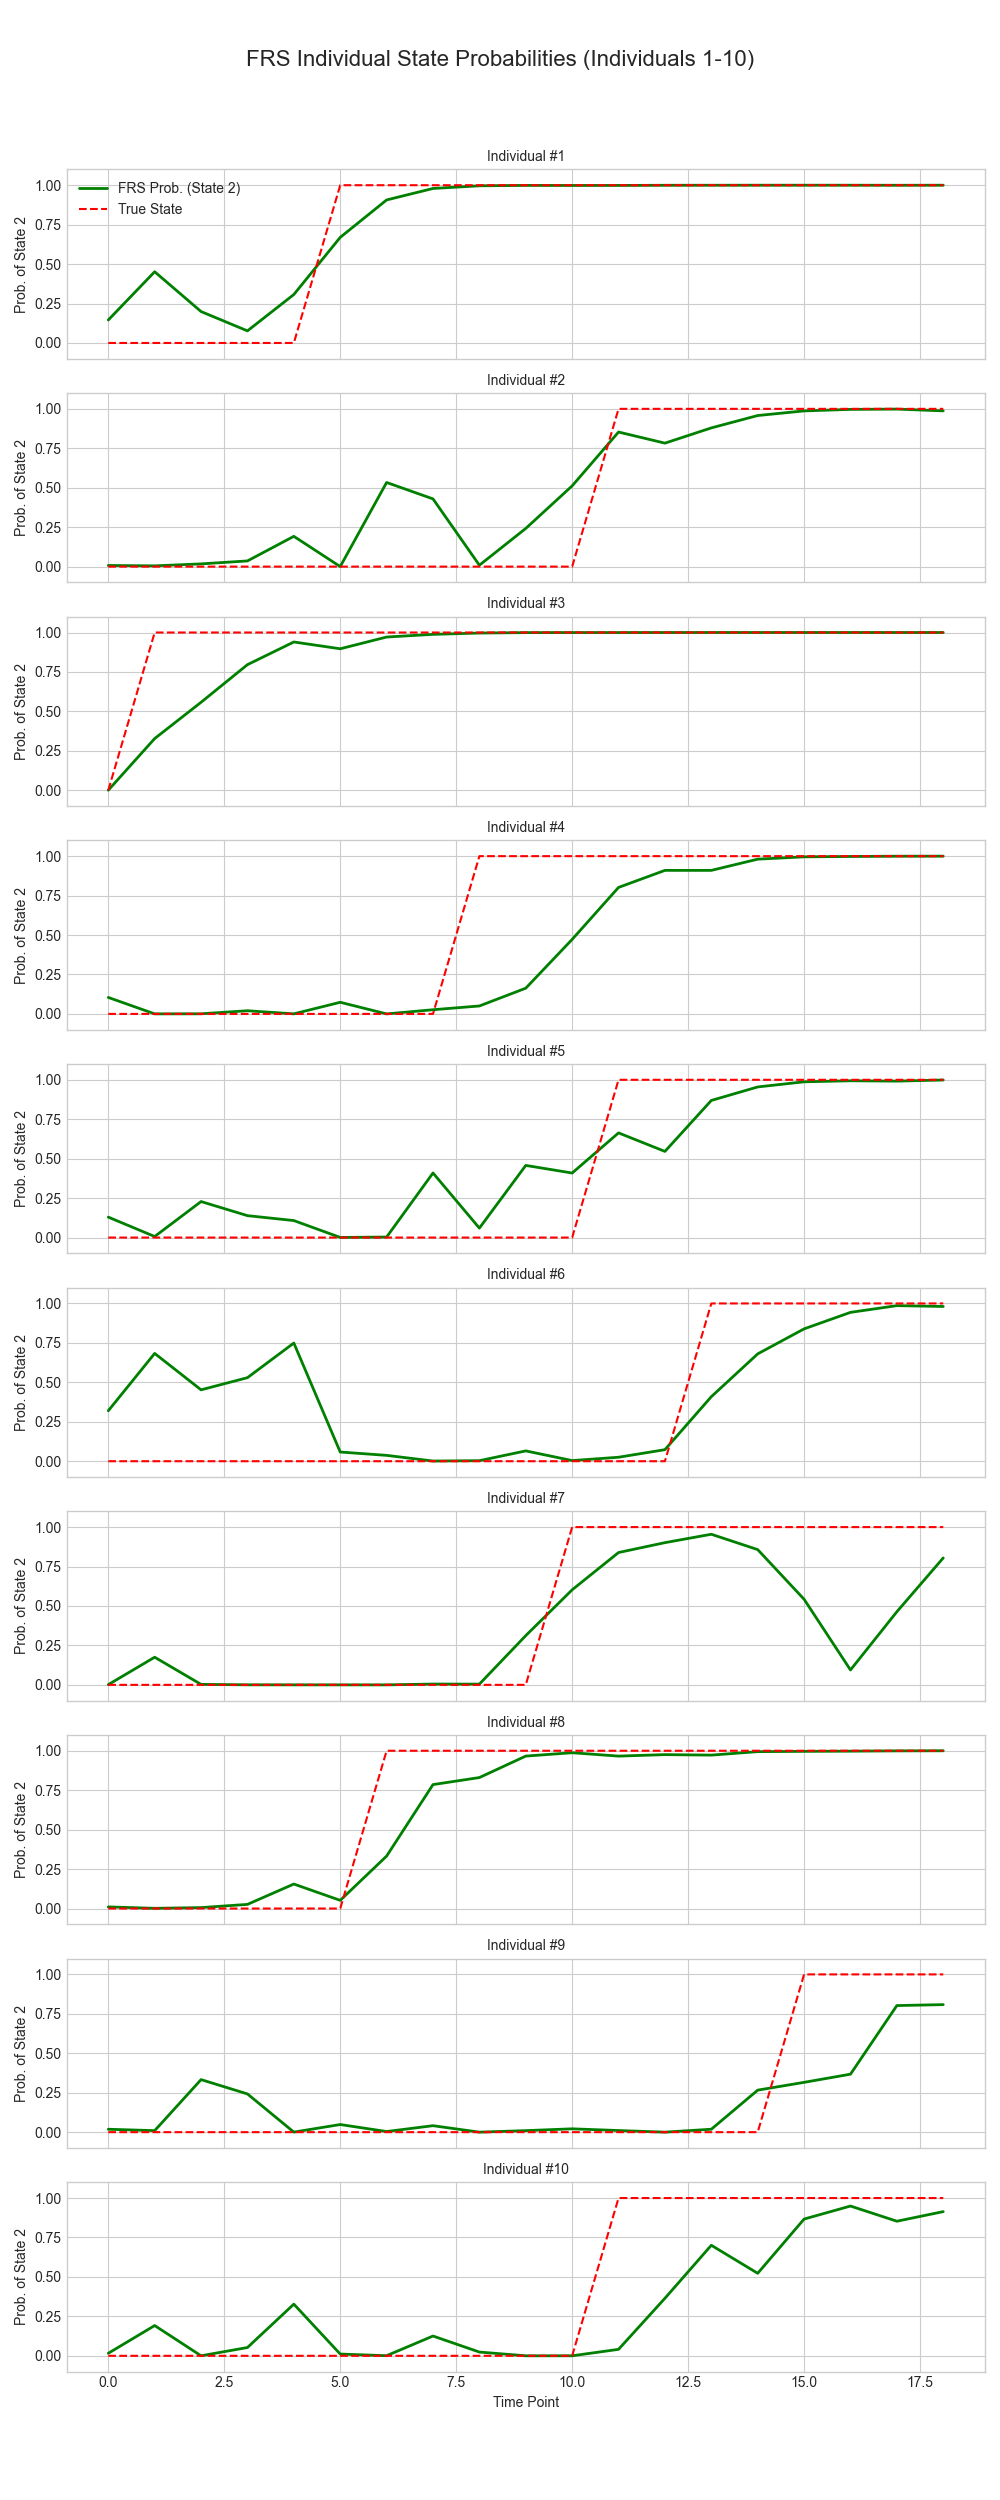 FRS Individual State Probabilities (Individuals 1-10)
Individual #1
FRS Prob. (State 2)
True State
Prob. of State 2
1.00
0.75
0.50
0.25
0.00
Individual #2
Prob. of State 2
1.00
0.75
0.50
0.25
0.00
Individual #3
Prob. of State 2
1.00
0.75
0.50
0.25
0.00
Individual #4
Prob. of State 2
1.00
0.75
0.50
0.25
0.00
Individual #5
Prob. of State 2
1.00
0.75
0.50
0.25
0.00
Individual #6
Prob. of State 2
1.00
0.75
0.50
0.25
0.00
Individual #7
Prob. of State 2
1.00
0.75
0.50
0.25
0.00
Individual #8
Prob. of State 2
1.00
0.75
0.50
0.25
0.00
Individual #9
Prob. of State 2
1.00
0.75
0.50
0.25
0.00
Individual #10
Prob. of State 2
1.00
0.75
0.50
0.25
0.00
0.0 2.5 5.0 7.5 10.0 12.5 15.0 17.5
Time Point